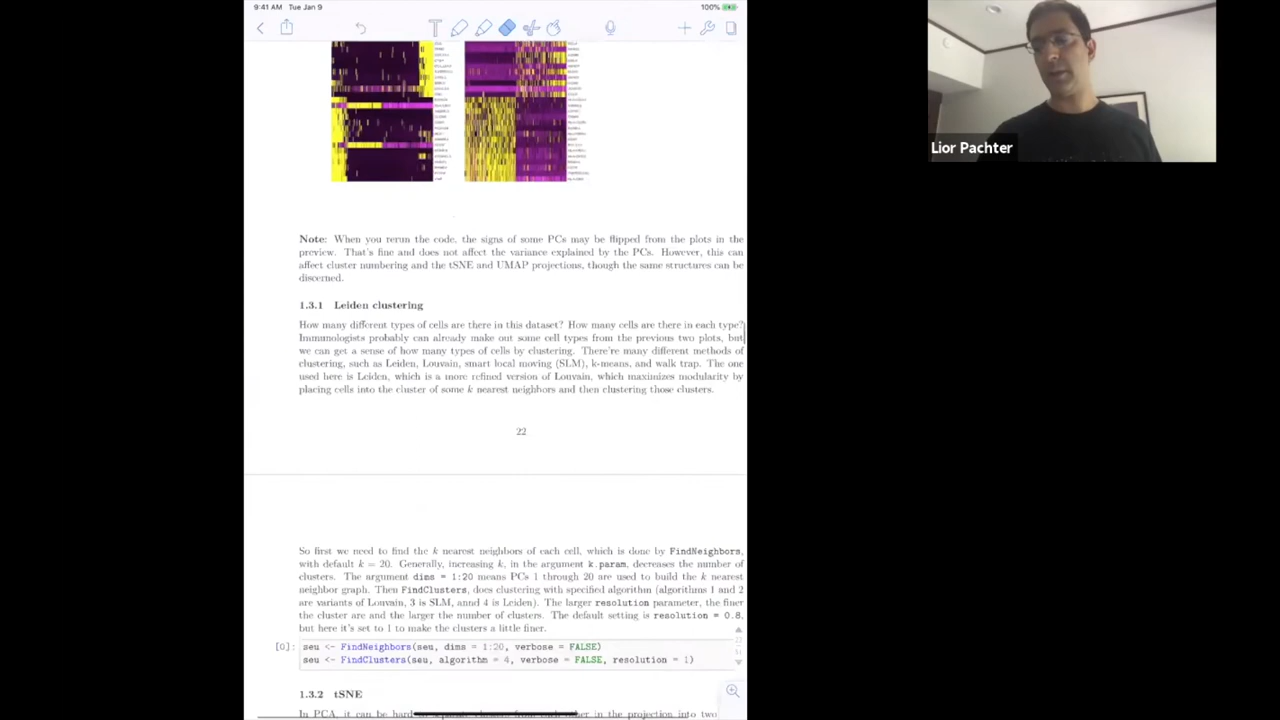 9:41 AM Tue Jan 9
100%
Lior Pachter
Note: When you rerun the code, the signs of some PCs may be flipped from the plots in the
preview. That's fine and does not affect the variance explained by the PCs. However, this can
affect cluster numbering and the tSNE and UMAP projections, though the same structures can be
discerned.
1.3.1 Leiden clustering
How many different types of cells are there in this dataset? How many cells are there in each type?
Immunologists probably can already make out some cell types from the previous two plots, but
we can get a sense of how many types of cells by clustering. There're many different methods of
clustering, such as Leiden, Louvain, smart local moving (SLM), k-means, and walk trap. The one
used here is Leiden, which is a more refined version of Louvain, which maximizes modularity by
placing cells into the cluster of some k nearest neighbors and then clustering those clusters.
22
So first we need to find the k nearest neighbors of each cell, which is done by FindNeighbors,
with default k = 20. Generally, increasing k, in the argument k.param, decreases the number of
clusters. The argument dims = 1:20 means PCs 1 through 20 are used to build the k nearest
neighbor graph. Then FindClusters, does clustering with specified algorithm (algorithms 1 and 2
are variants of Louvain, 3 is SLM, annd 4 is Leiden). The larger resolution parameter, the finer
the cluster are and the larger the number of clusters. The default setting is resolution = 0.8,
but here it's set to 1 to make the clusters a little finer.
[0]: seu <- FindNeighbors(seu, dims = 1:20, verbose = FALSE)
seu <- FindClusters(seu, algorithm = 4, verbose = FALSE, resolution = 1)
1.3.2 tSNE
In PCA, it can be hard in the projection into two